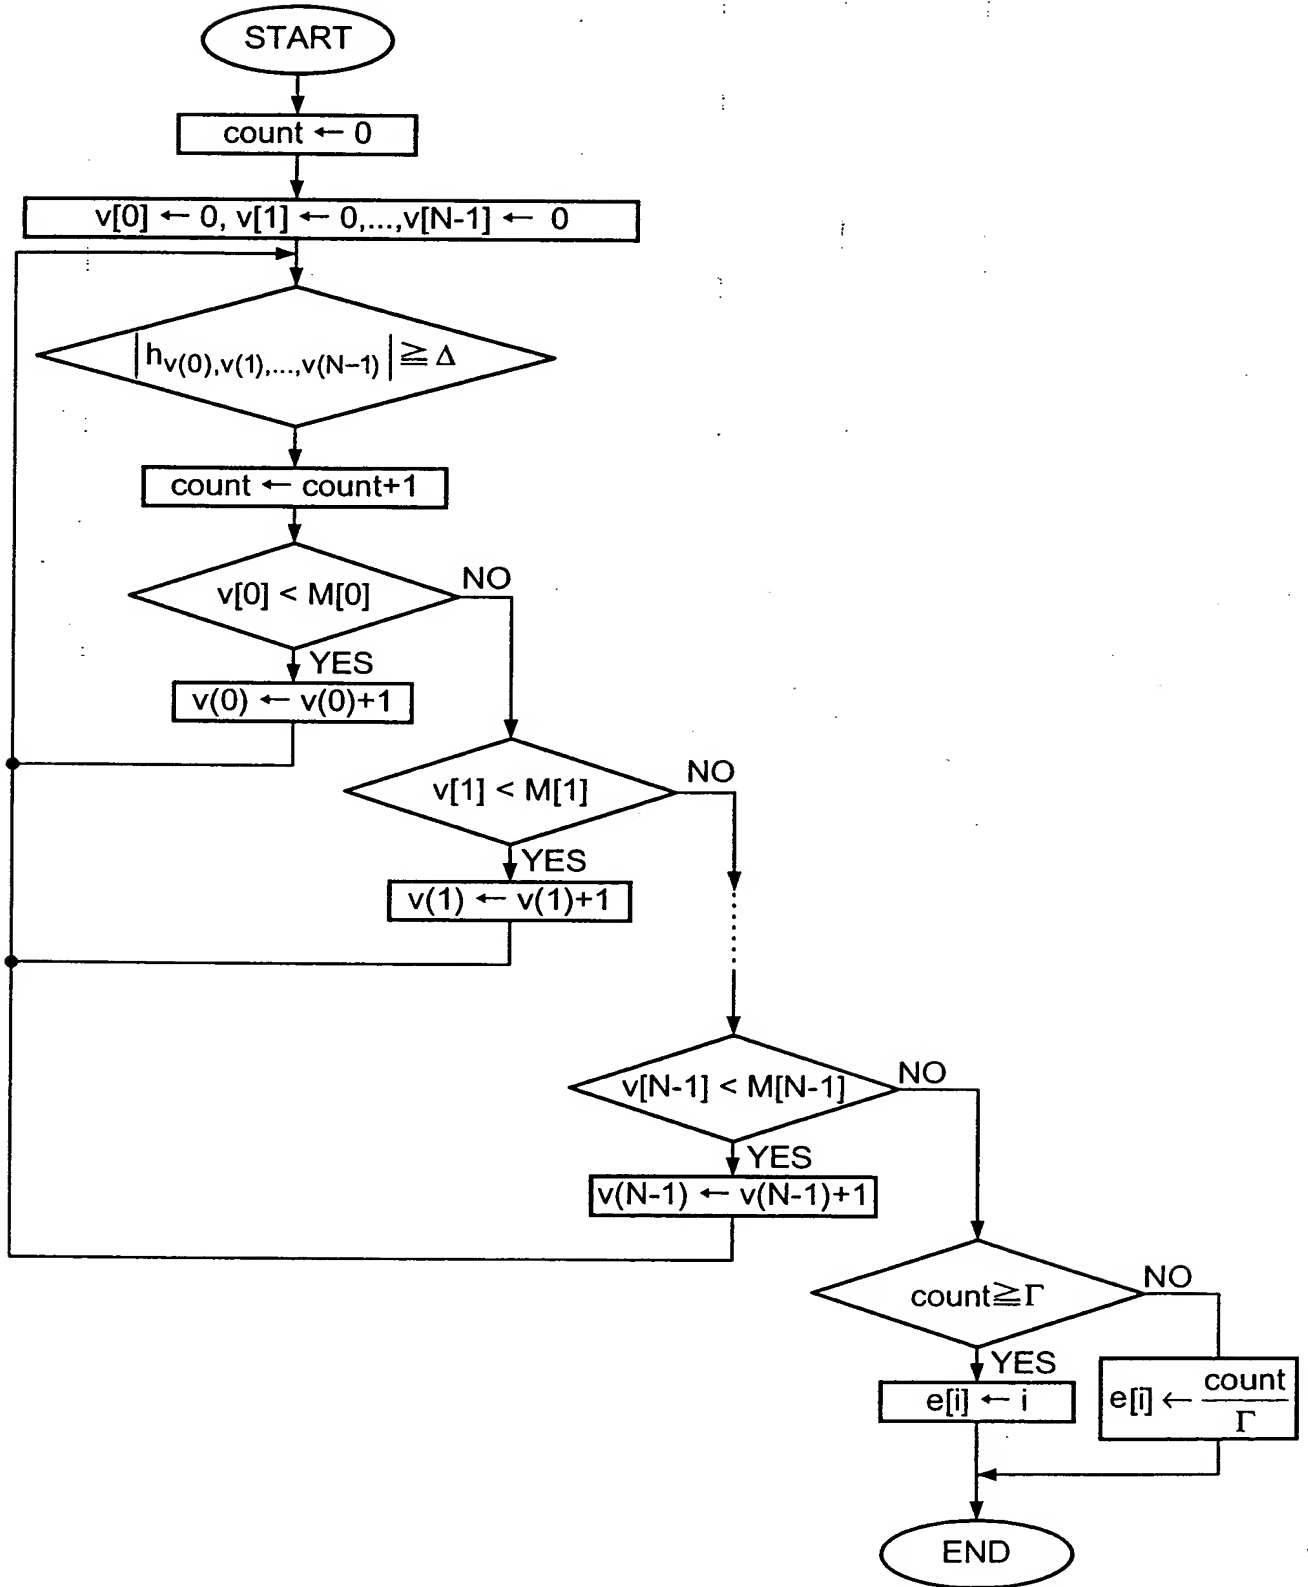 START
count ← 0
v[0] ← 0, v[1] ← 0,...,v[N-1] ← 0
|h v(0),v(1),...,v(N−1)| ≧ Δ
count ← count+1
v[0] < M[0]
NO
YES
v(0) ← v(0)+1
v[1] < M[1]
NO
YES
v(1) ← v(1)+1
v[N-1] < M[N-1]
NO
YES
v(N-1) ← v(N-1)+1
count≧Γ
NO
YES
e[i] ← i
e[i] ← count
Γ
END